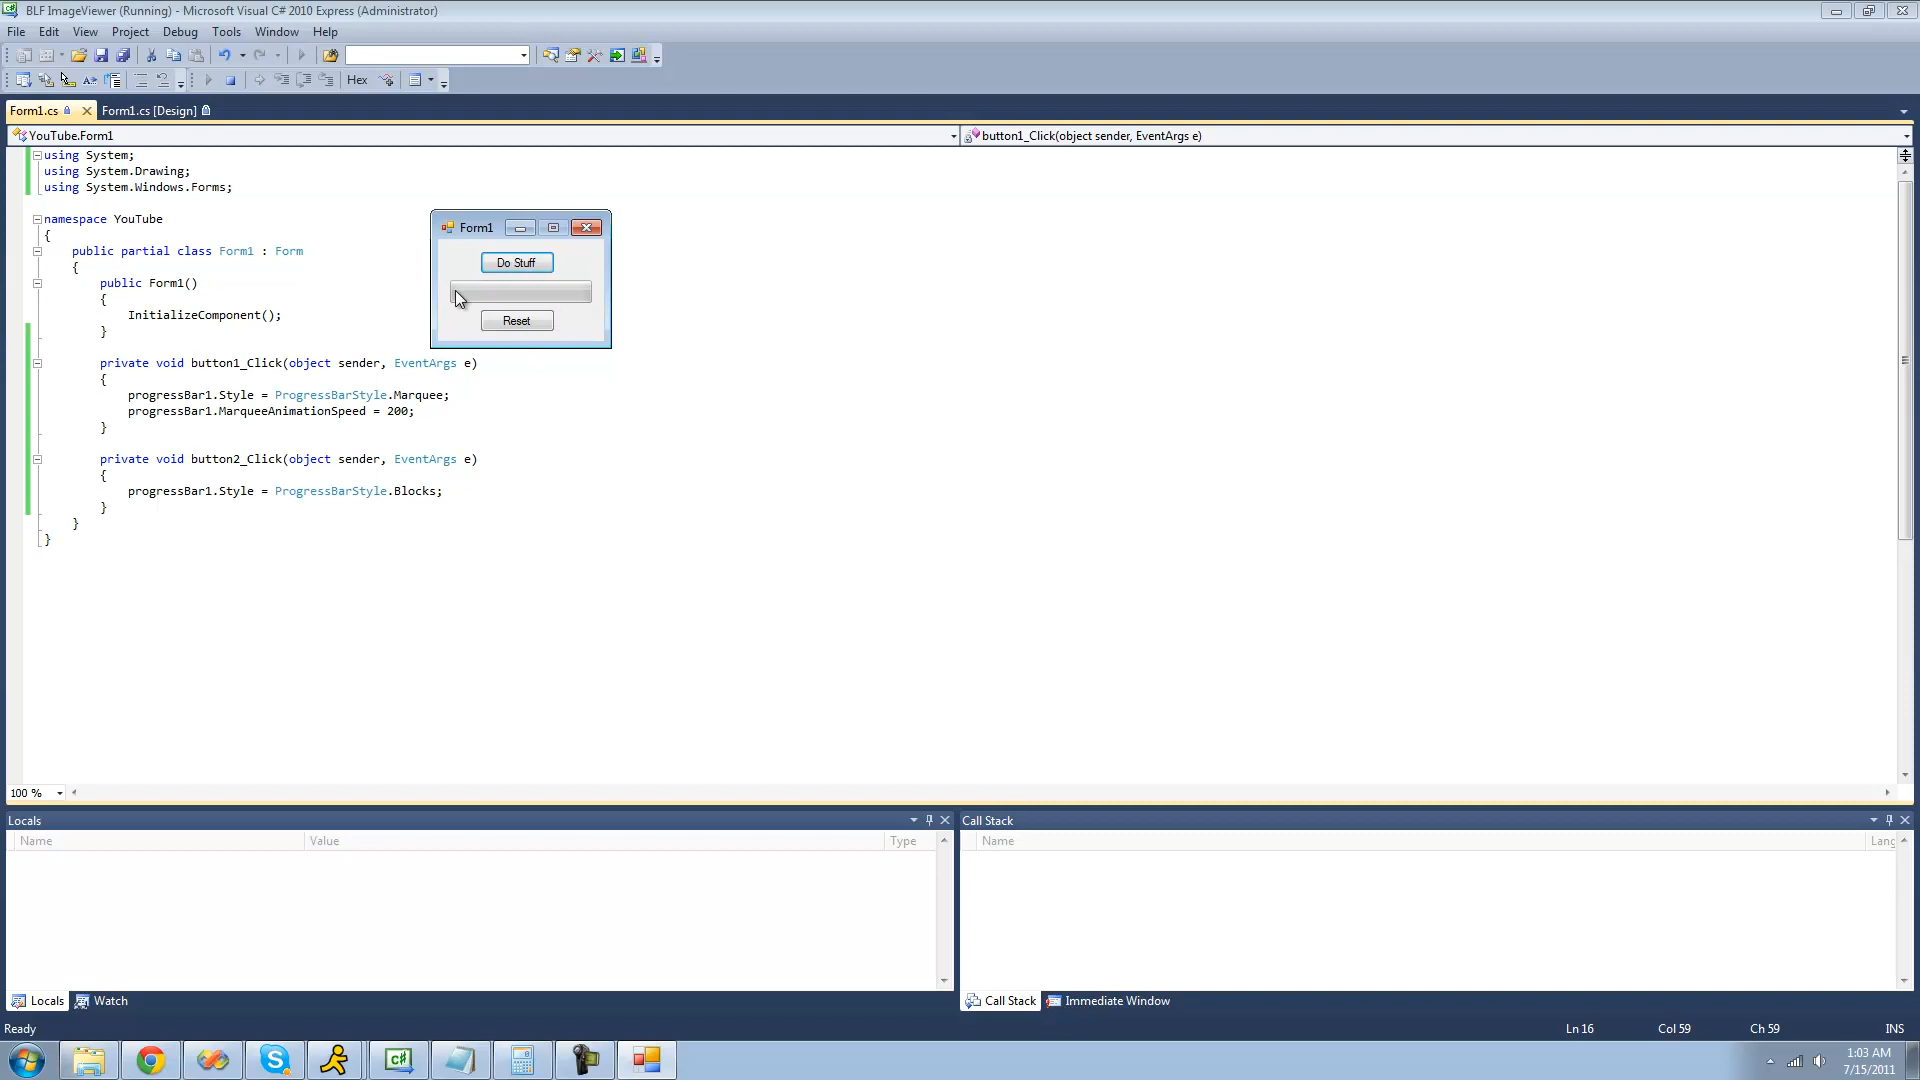 BLF ImageViewer (Running) - Microsoft Visual C# 2010 Express (Administrator)
File Edit View Project Debug Tools Window Help
Hex
Form1.cs Form1.cs [Design]
YouTube.Form1 button1_Click(object sender, EventArgs e)
using System;
using System.Drawing;
using System.Windows.Forms;
namespace YouTube
{
public partial class Form1 : Form
{
public Form1()
{
InitializeComponent();
}
private void button1_Click(object sender, EventArgs e)
{
progressBar1.Style = ProgressBarStyle.Marquee;
progressBar1.MarqueeAnimationSpeed = 200;
}
private void button2_Click(object sender, EventArgs e)
{
progressBar1.Style = ProgressBarStyle.Blocks;
}
}
}
Form1
Do Stuff
Reset
100 %
Locals
Name Value Type
Call Stack
Name Lang
Locals Watch
Call Stack Immediate Window
Ready Ln 16 Col 59 Ch 59 INS
C#
1:03 AM
7/15/2011